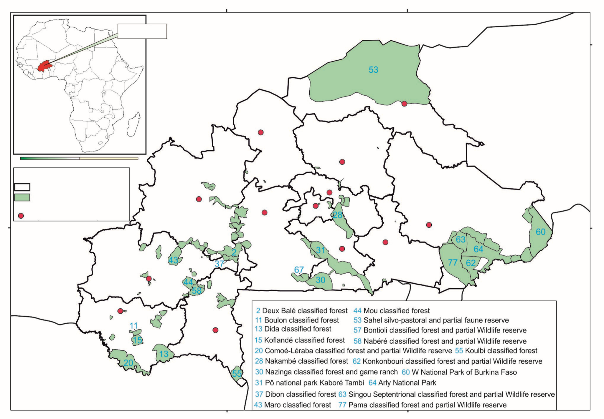 53
28
60
63
64
31
2
77
62
43
37
67
30
44
58
11
15
13
20
55
2 Deux Balé classified forest 44 Mou classified forest
11 Boulon classified forest 53 Sahel silvo-pastoral and partial faune reserve
13 Dida classified forest 57 Bontioli classified forest and partial Wildlife reserve
15 Koflandé classified forest 58 Nabéré classified forest and partial Wildlife reserve
20 Comoé-Léraba classified forest and partial Wildlife reserve 55 Koulbi classified forest
28 Nakambé classified forest 62 Konkonbouri classified forest and partial Wildlife reserve
30 Nazinga classified forest and game ranch 60 W National Park of Burkina Faso
31 Pô national park Kaboré Tambi 64 Arly National Park
37 Dibon classified forest 63 Singou Septentrional classified forest and partial Wildlife reserve
43 Maro classified forest 77 Pama classified forest and partial Wildlife reserve